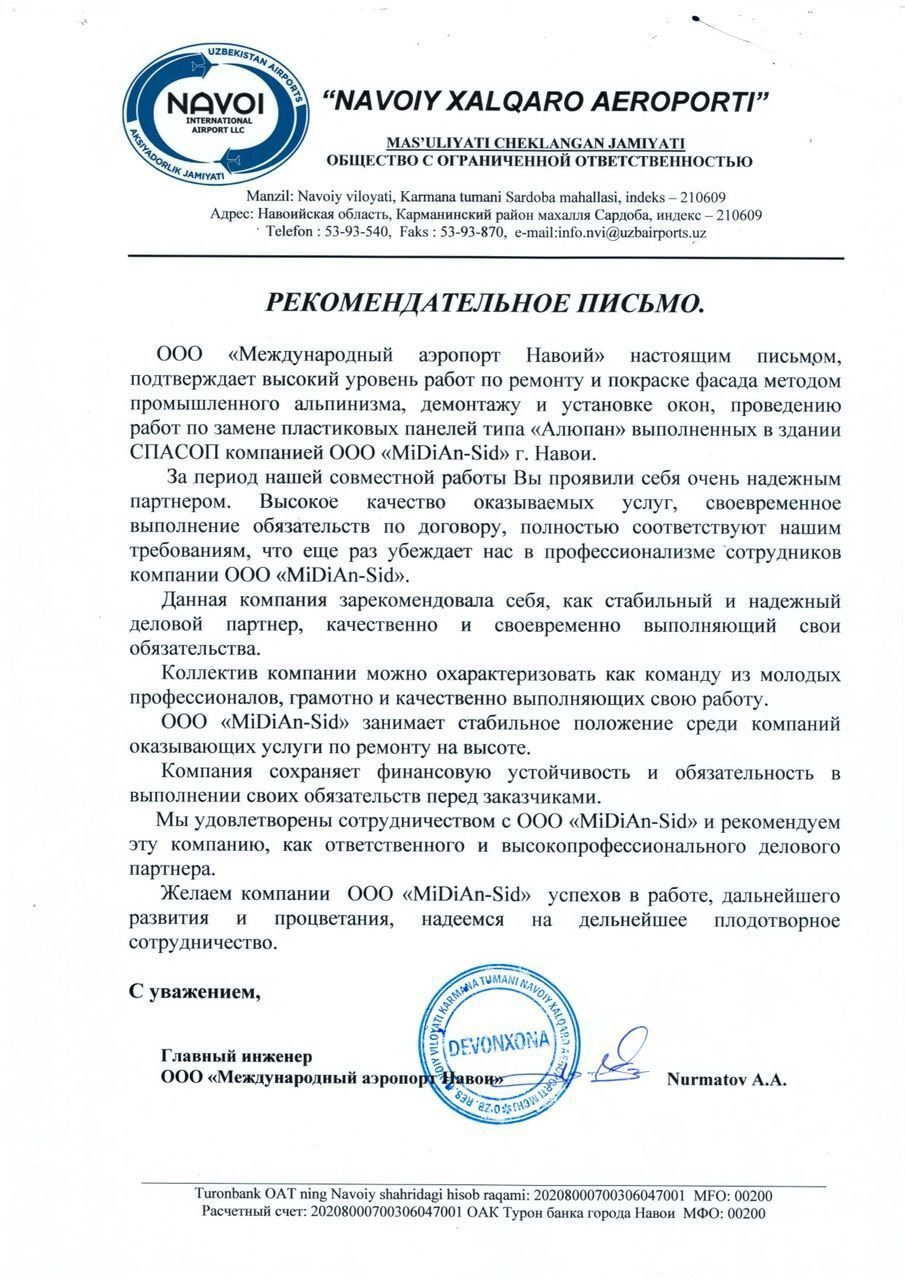 UZBEKISTAN AIRPORTS
NAVOI
INTERNATIONAL
AIRPORT LLC
AKSIYADORLIK JAMIYATI
“NAVOIY XALQARO AEROPORTI”
MAS’ULIYATI CHEKLANGAN JAMIYATI
ОБЩЕСТВО С ОГРАНИЧЕННОЙ ОТВЕТСТВЕННОСТЬЮ
Manzil: Navoiy viloyati, Karmana tumani Sardoba mahallasi, indeks – 210609
Адрес: Навоийская область, Карманинский район махалля Сардоба, индекс – 210609
Telefon : 53-93-540, Faks : 53-93-870, e-mail:info.nvi@uzbairports.uz
РЕКОМЕНДАТЕЛЬНОЕ ПИСЬМО.
ООО «Международный аэропорт Навоий» настоящим письмом,
подтверждает высокий уровень работ по ремонту и покраске фасада методом
промышленного альпинизма, демонтажу и установке окон, проведению
работ по замене пластиковых панелей типа «Алюпан» выполненных в здании
СПАСОП компанией ООО «MiDiAn-Sid» г. Навои.
За период нашей совместной работы Вы проявили себя очень надежным
партнером. Высокое качество оказываемых услуг, своевременное
выполнение обязательств по договору, полностью соответствуют нашим
требованиям, что еще раз убеждает нас в профессионализме сотрудников
компании ООО «MiDiAn-Sid».
Данная компания зарекомендовала себя, как стабильный и надежный
деловой партнер, качественно и своевременно выполняющий свои
обязательства.
Коллектив компании можно охарактеризовать как команду из молодых
профессионалов, грамотно и качественно выполняющих свою работу.
ООО «MiDiAn-Sid» занимает стабильное положение среди компаний
оказывающих услуги по ремонту на высоте.
Компания сохраняет финансовую устойчивость и обязательность в
выполнении своих обязательств перед заказчиками.
Мы удовлетворены сотрудничеством с ООО «MiDiAn-Sid» и рекомендуем
эту компанию, как ответственного и высокопрофессионального делового
партнера.
Желаем компании ООО «MiDiAn-Sid» успехов в работе, дальнейшего
развития и процветания, надеемся на дельнейшее плодотворное
сотрудничество.
С уважением,
Главный инженер
ООО «Международный аэропорт Навои»
Nurmatov A.A.
O'ZB. RES. NAVOIY VILOYATI KARMANA TUMANI NAVOIY XALQARO AEROPORTI MCHJ
DEVONXONA
Turonbank OAT ning Navoiy shahridagi hisob raqami: 20208000700306047001 MFO: 00200
Расчетный счет: 20208000700306047001 ОАК Турон банка города Навои МФО: 00200